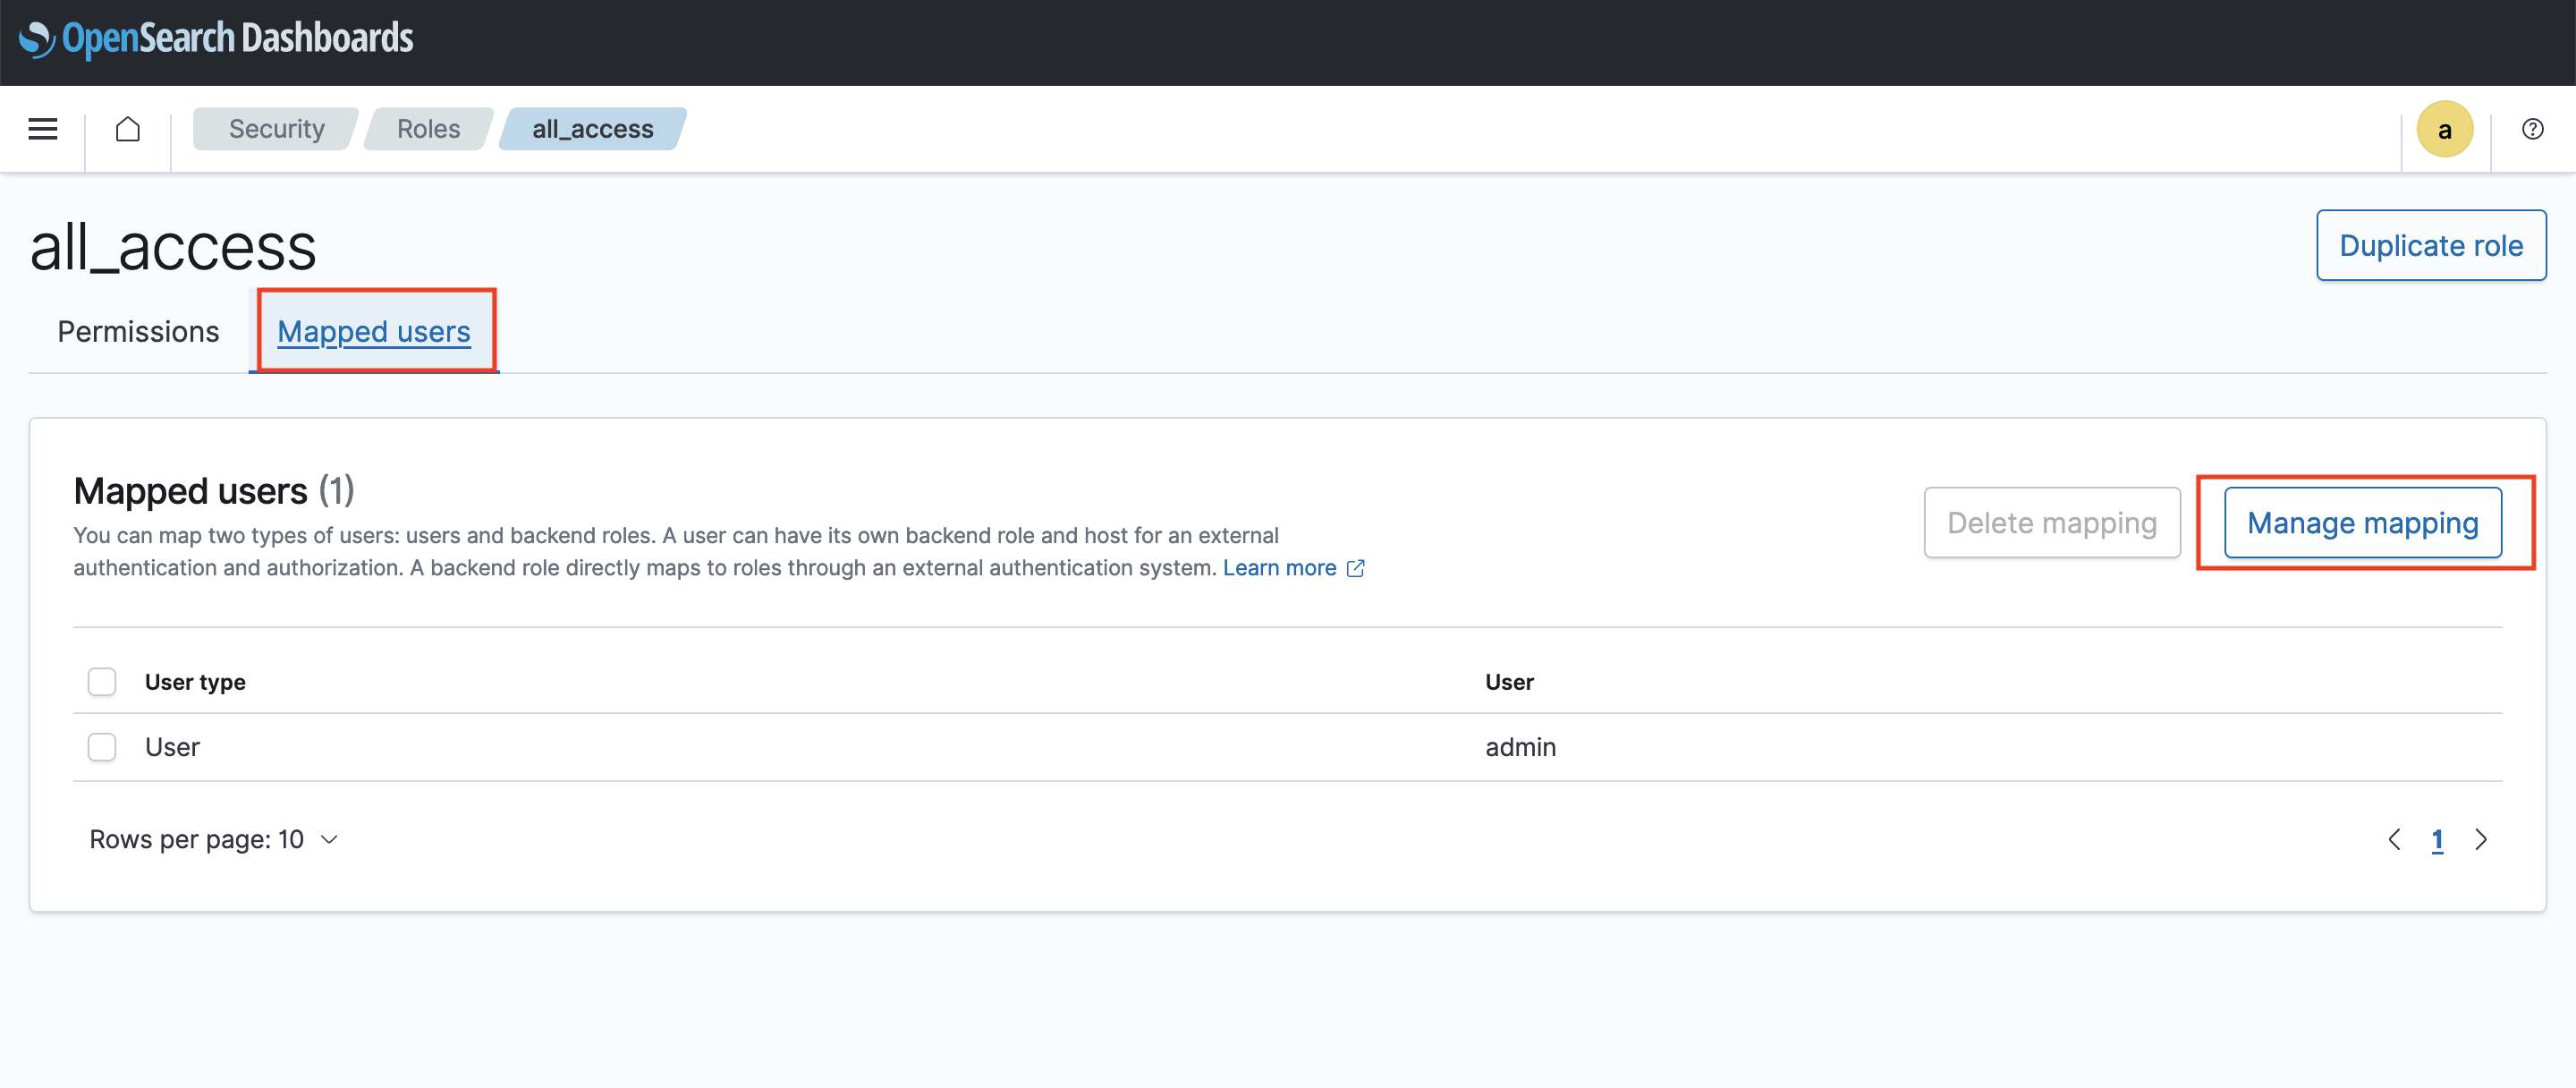 OpenSearch Dashboards
Security Roles all_access a
all_access Duplicate role
Permissions Mapped users
Mapped users (1)
You can map two types of users: users and backend roles. A user can have its own backend role and host for an external
authentication and authorization. A backend role directly maps to roles through an external authentication system. Learn more
Delete mapping Manage mapping
User type User
User admin
Rows per page: 10 1